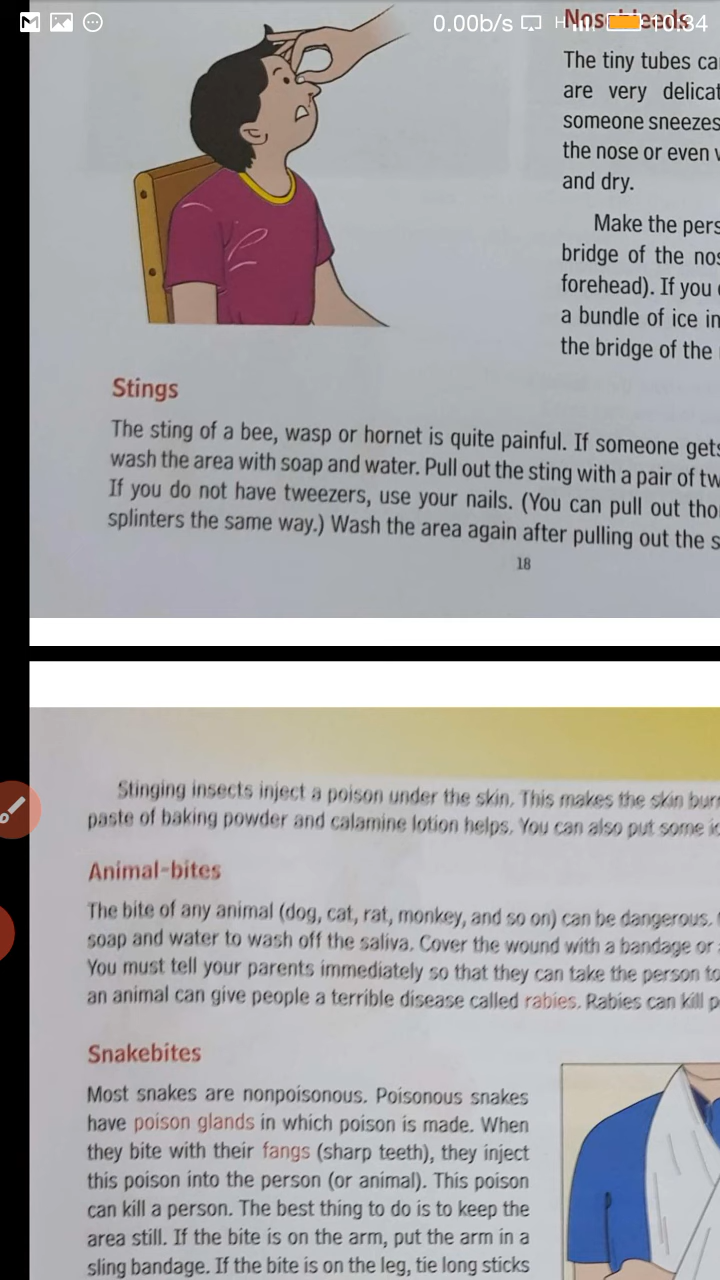 0.00b/s
Nosebleeds
The tiny tubes ca
are very delicat
someone sneezes
the nose or even
and dry.
Make the pers
bridge of the nos
forehead). If you
a bundle of ice in
the bridge of the
Stings
The sting of a bee, wasp or hornet is quite painful. If someone gets
wash the area with soap and water. Pull out the sting with a pair of tw
If you do not have tweezers, use your nails. (You can pull out tho
splinters the same way.) Wash the area again after pulling out the s
18
Stinging insects inject a poison under the skin. This makes the skin burn
paste of baking powder and calamine lotion helps. You can also put some ic
Animal-bites
The bite of any animal (dog, cat, rat, monkey, and so on) can be dangerous.
soap and water to wash off the saliva. Cover the wound with a bandage or
You must tell your parents immediately so that they can take the person to
an animal can give people a terrible disease called rabies. Rabies can kill p
Snakebites
Most snakes are nonpoisonous. Poisonous snakes
have poison glands in which poison is made. When
they bite with their fangs (sharp teeth), they inject
this poison into the person (or animal). This poison
can kill a person. The best thing to do is to keep the
area still. If the bite is on the arm, put the arm in a
sling bandage. If the bite is on the leg, tie long sticks